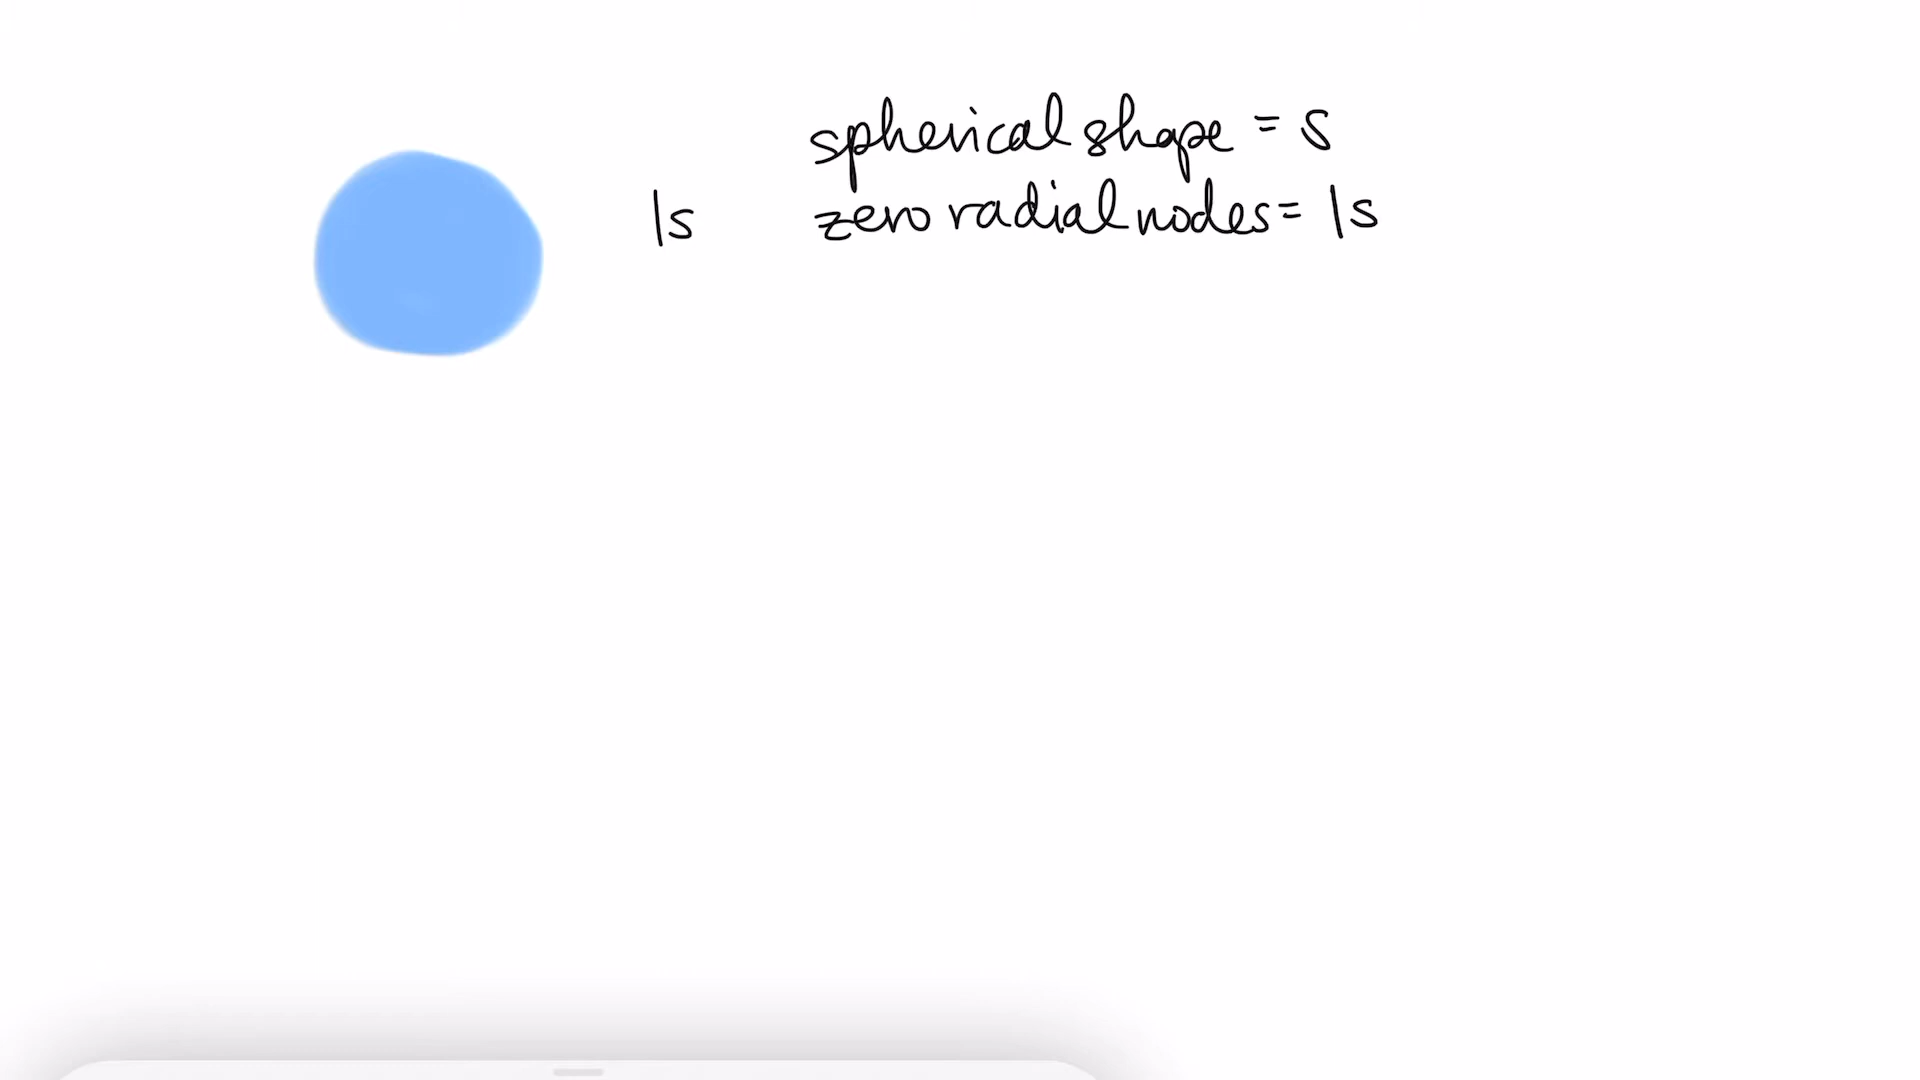 spherical shape = s
1s
zero radial nodes = 1s